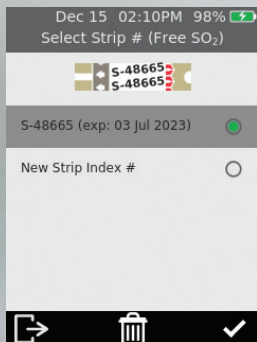 Dec 15 02:10PM 98%
Select Strip # (Free SO₂)
S-48665
S-48665
S-48665 (exp: 03 Jul 2023)
New Strip Index #